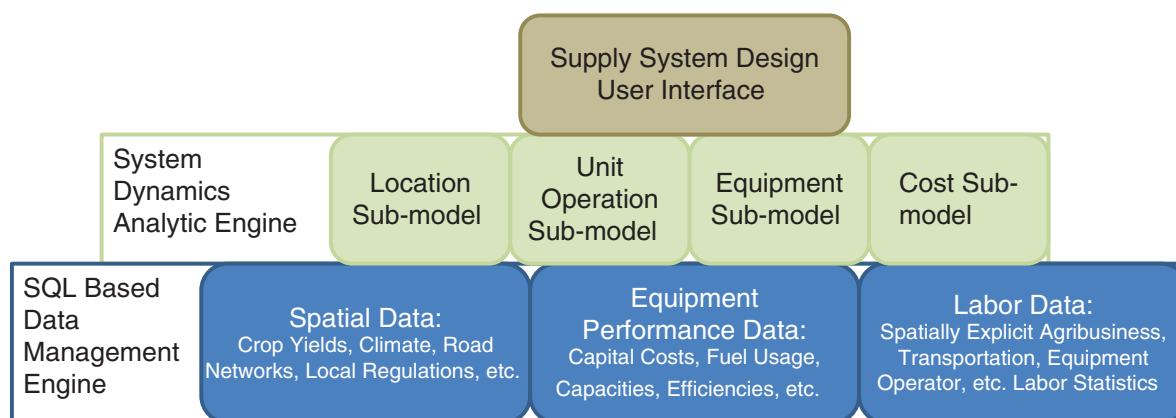 Supply System Design
User Interface
System
Dynamics
Analytic Engine
Location
Sub-model
Unit
Operation
Sub-model
Equipment
Sub-model
Cost Sub-
model
SQL Based
Data
Management
Engine
Spatial Data:
Crop Yields, Climate, Road
Networks, Local Regulations, etc.
Equipment
Performance Data:
Capital Costs, Fuel Usage,
Capacities, Efficiencies, etc.
Labor Data:
Spatially Explicit Agribusiness,
Transportation, Equipment
Operator, etc. Labor Statistics